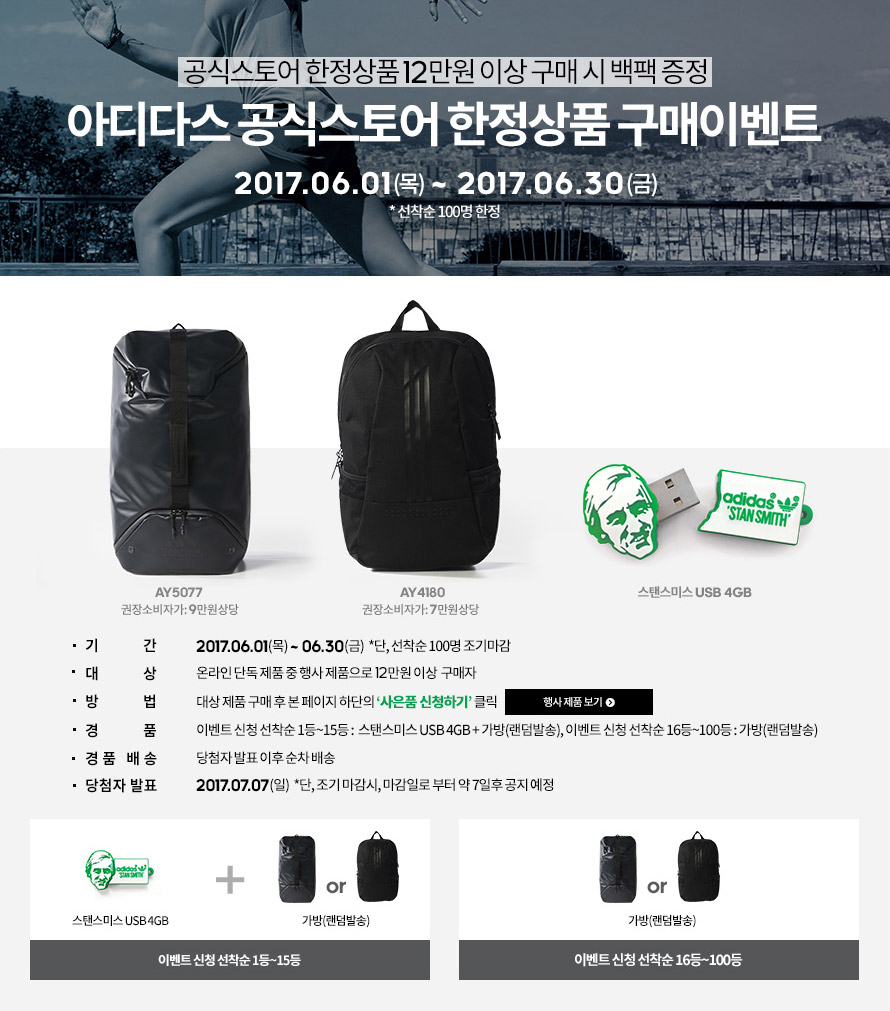 공식스토어 한정상품 12만원 이상 구매 시 백팩 증정
아디다스 공식스토어 한정상품 구매이벤트
2017.06.01(목) ~ 2017.06.30(금)
* 선착순 100명 한정
adidas
'STAN SMITH'
AY5077
권장소비자가: 9만원상당
AY4180
권장소비자가: 7만원상당
스탠스미스 USB 4GB
· 기 간 2017.06.01(목) ~ 06.30(금) *단, 선착순 100명 조기마감
· 대 상 온라인 단독 제품 중 행사 제품으로 12만원 이상 구매자
· 방 법 대상 제품 구매 후 본 페이지 하단의 '사은품 신청하기' 클릭 행사 제품 보기
· 경 품 이벤트 신청 선착순 1등~15등 : 스탠스미스 USB 4GB + 가방(랜덤발송), 이벤트 신청 선착순 16등~100등 : 가방(랜덤발송)
· 경 품 배 송 당첨자 발표 이후 순차 배송
· 당첨자 발표 2017.07.07(일) *단, 조기 마감시, 마감일로 부터 약 7일후 공지 예정
adidas
'STAN SMITH'
+
or
스탠스미스 USB 4GB
가방(랜덤발송)
이벤트 신청 선착순 1등~15등
or
가방(랜덤발송)
이벤트 신청 선착순 16등~100등